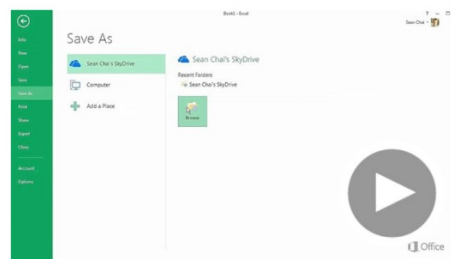 Book1 - Excel
Sean Chai
Info
New
Open
Save
Save As
Print
Share
Export
Close
Account
Options
Save As
Sean Chai's SkyDrive
Computer
Add a Place
Sean Chai's SkyDrive
Recent Folders
Sean Chai's SkyDrive
Browse
Office